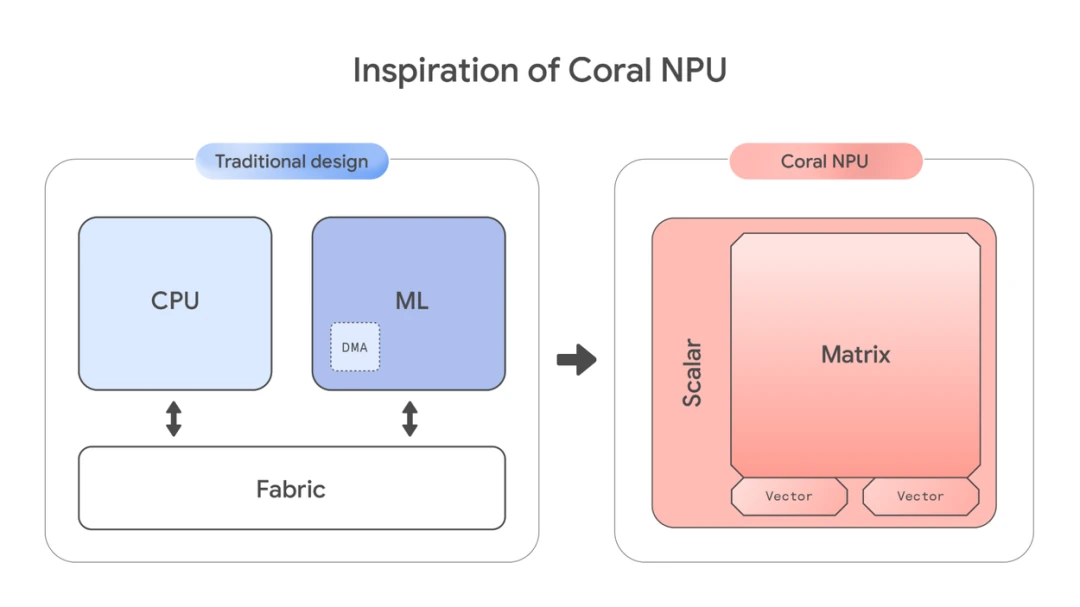 Inspiration of Coral NPU
Traditional design
CPU
ML
DMA
Fabric
Coral NPU
Scalar
Matrix
Vector
Vector